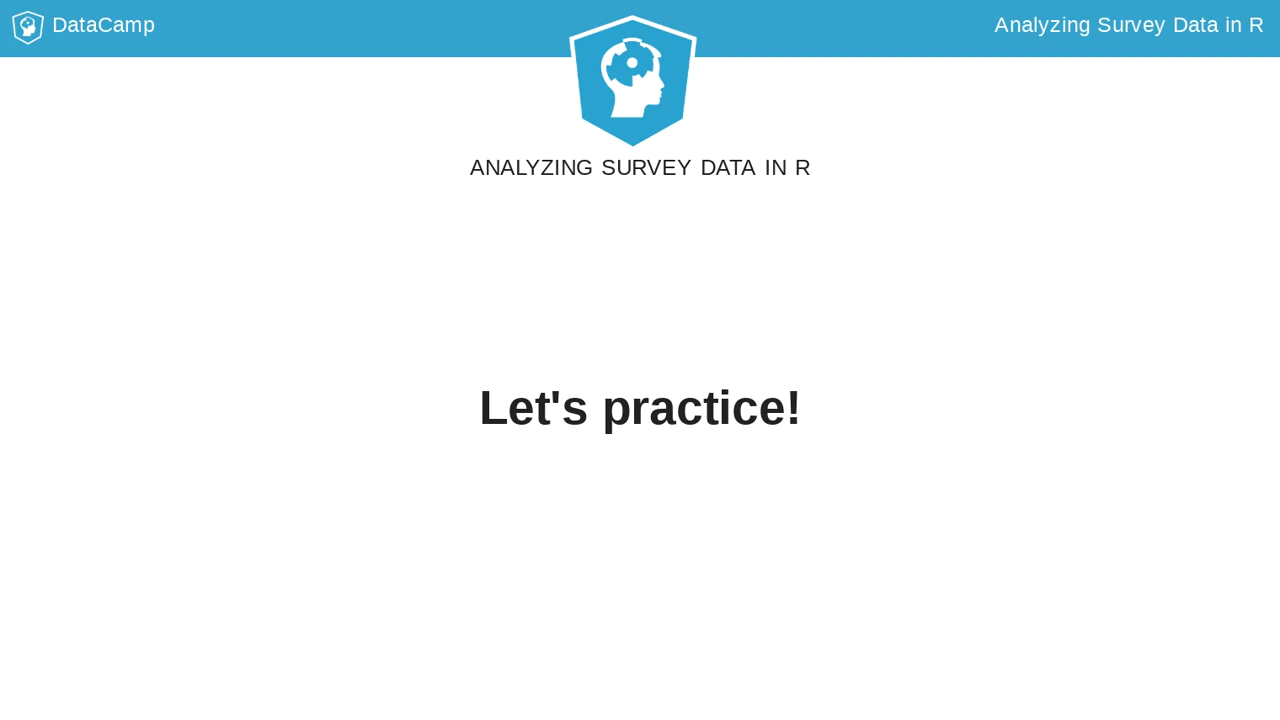 DataCamp
Analyzing Survey Data in R
ANALYZING SURVEY DATA IN R
Let's practice!